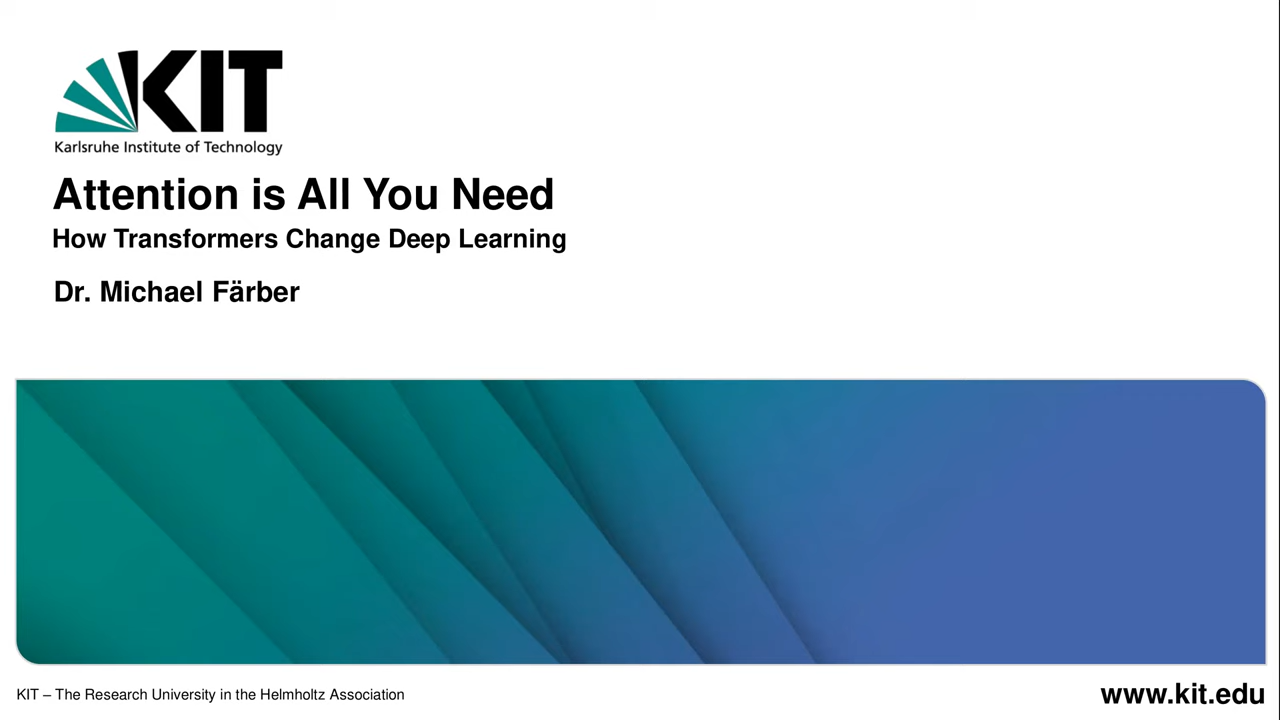 KIT
Karlsruhe Institute of Technology
Attention is All You Need
How Transformers Change Deep Learning
Dr. Michael Färber
KIT – The Research University in the Helmholtz Association
www.kit.edu